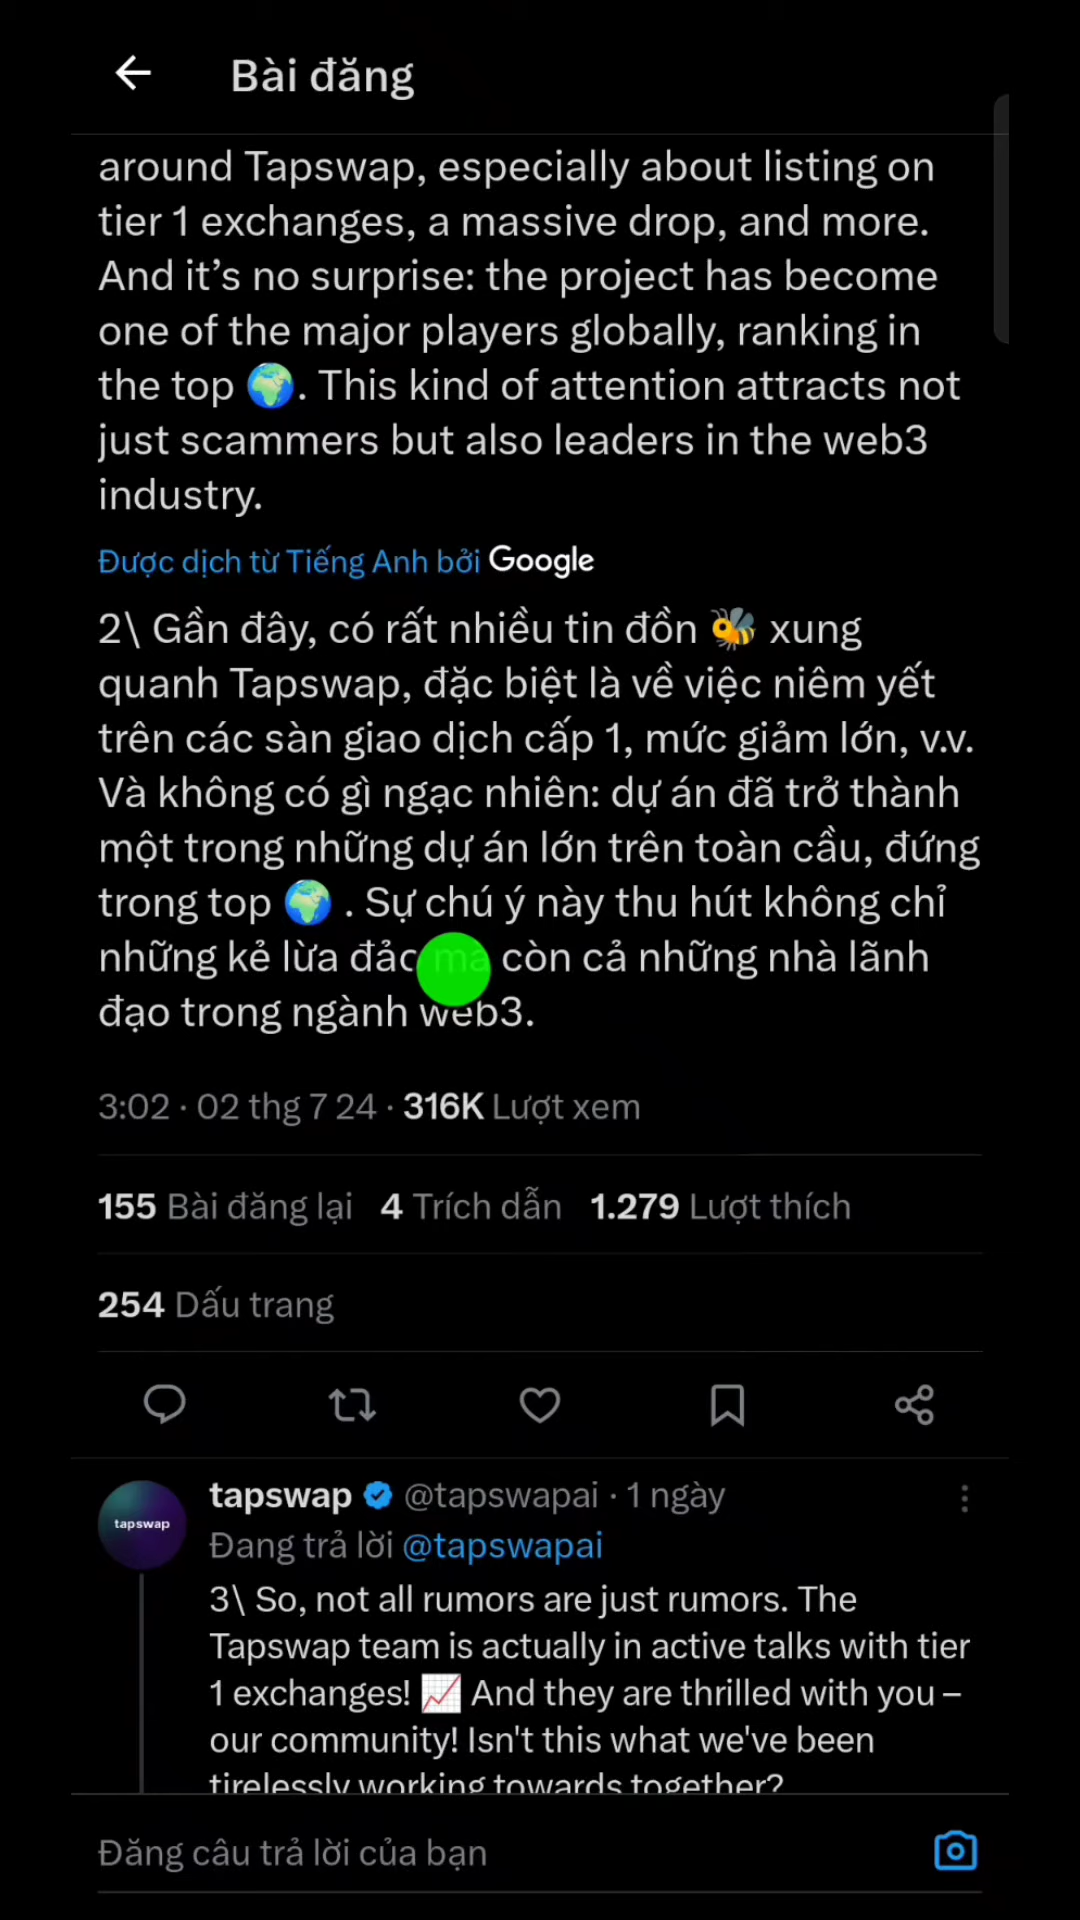 Bài đăng
around Tapswap, especially about listing on
tier 1 exchanges, a massive drop, and more.
And it’s no surprise: the project has become
one of the major players globally, ranking in
the top 🌍. This kind of attention attracts not
just scammers but also leaders in the web3
industry.
Được dịch từ Tiếng Anh bởi Google
2\ Gần đây, có rất nhiều tin đồn 🐝 xung
quanh Tapswap, đặc biệt là về việc niêm yết
trên các sàn giao dịch cấp 1, mức giảm lớn, v.v.
Và không có gì ngạc nhiên: dự án đã trở thành
một trong những dự án lớn trên toàn cầu, đứng
trong top 🌍 . Sự chú ý này thu hút không chỉ
những kẻ lừa đảo mà còn cả những nhà lãnh
đạo trong ngành web3.
3:02 · 02 thg 7 24 · 316K Lượt xem
155 Bài đăng lại 4 Trích dẫn 1.279 Lượt thích
254 Dấu trang
tapswap
tapswap @tapswapai · 1 ngày
Đang trả lời @tapswapai
3\ So, not all rumors are just rumors. The
Tapswap team is actually in active talks with tier
1 exchanges! 📈 And they are thrilled with you –
our community! Isn't this what we've been
tirelessly working towards together?
Đăng câu trả lời của bạn